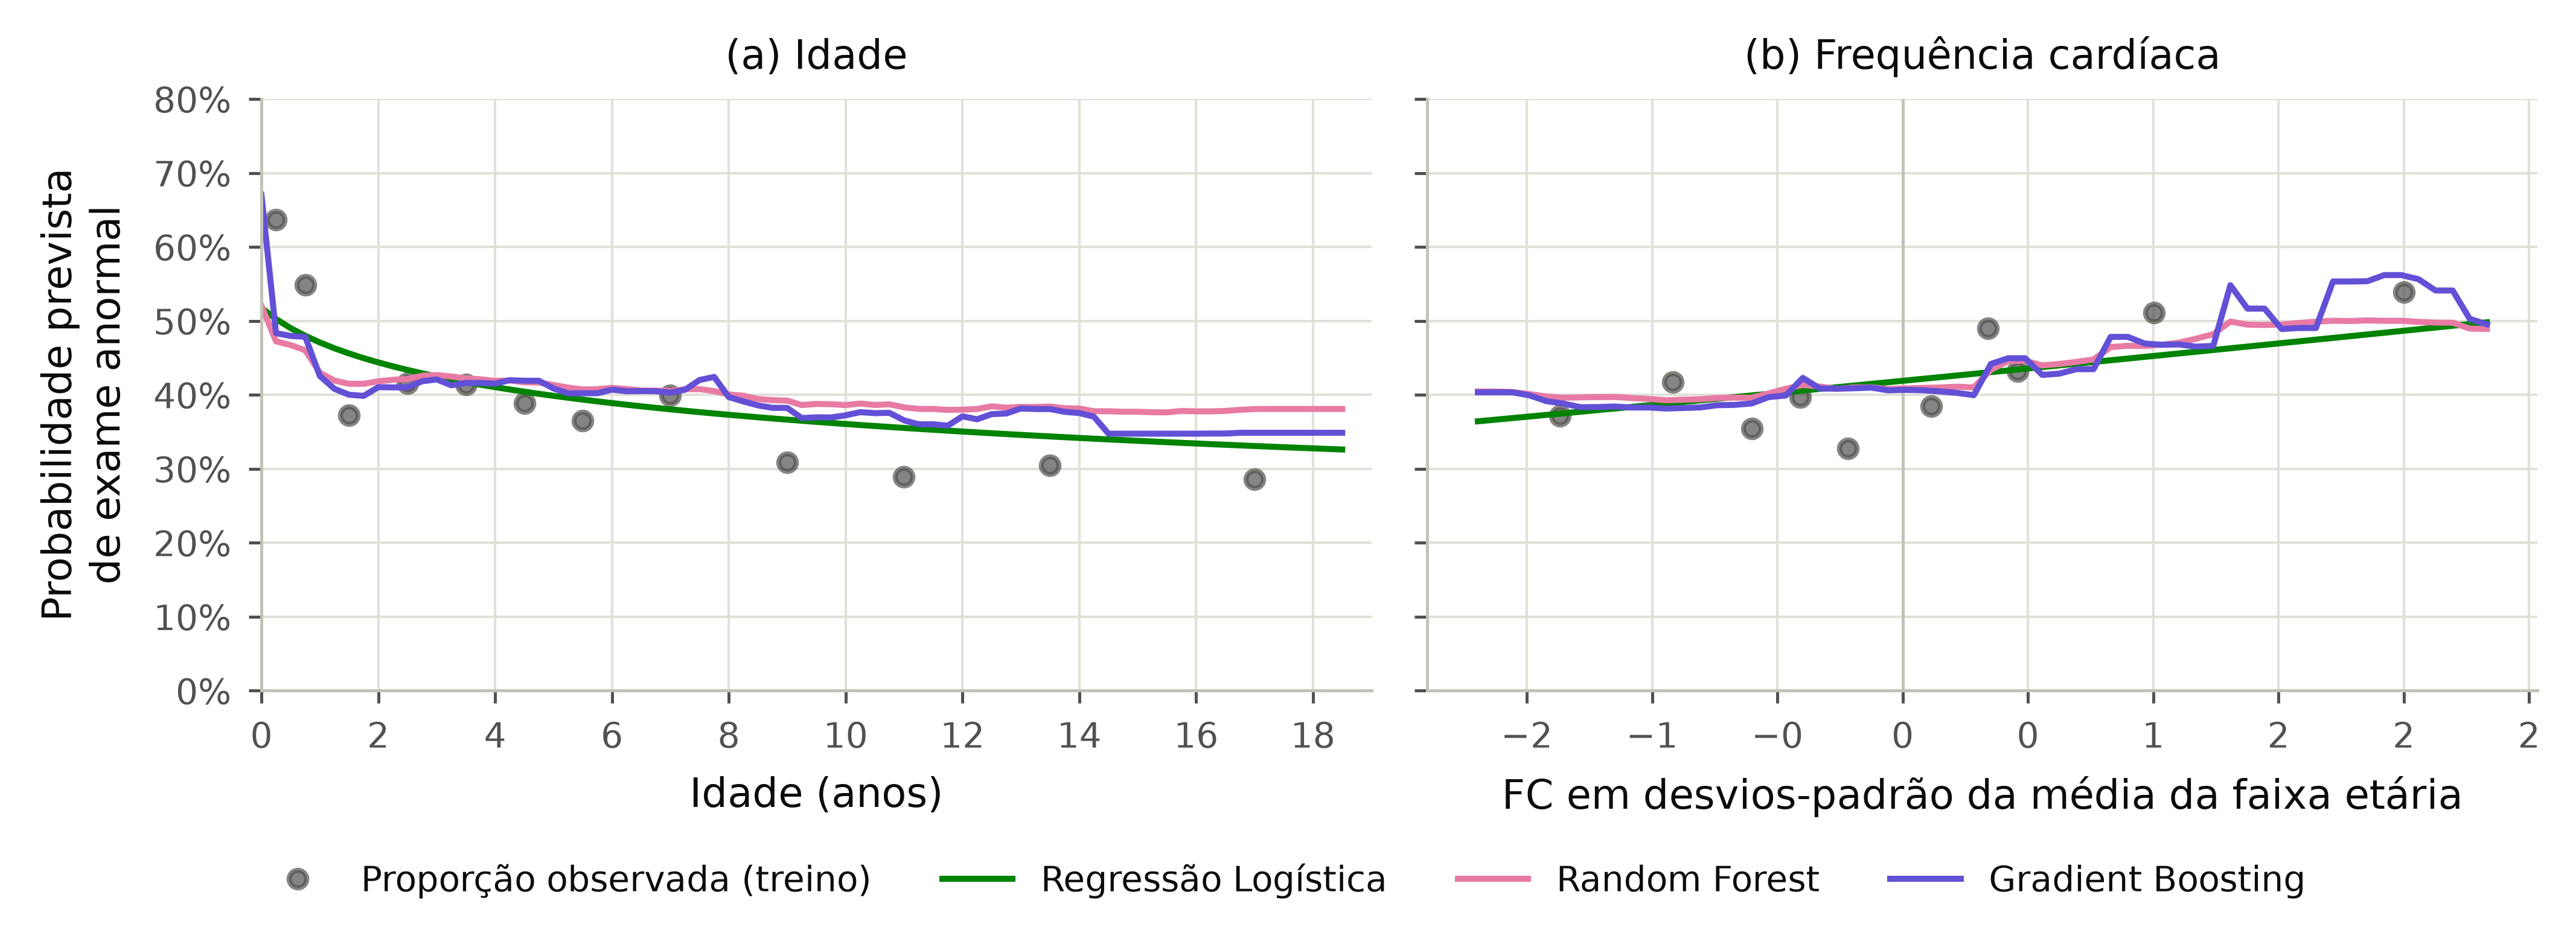 (a) Idade
(b) Frequência cardíaca
Probabilidade prevista
de exame anormal
80%
70%
60%
50%
40%
30%
20%
10%
0%
0 2 4 6 8 10 12 14 16 18
−2 −1 −0 0 0 1 2 2 2
Idade (anos)
FC em desvios-padrão da média da faixa etária
Proporção observada (treino) Regressão Logística Random Forest Gradient Boosting